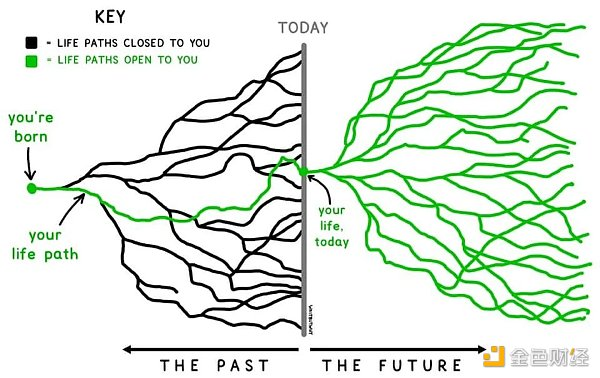 KEY
= LIFE PATHS CLOSED TO YOU
= LIFE PATHS OPEN TO YOU
TODAY
you're
born
your
life path
your
life,
today
THE PAST
THE FUTURE
金色财经